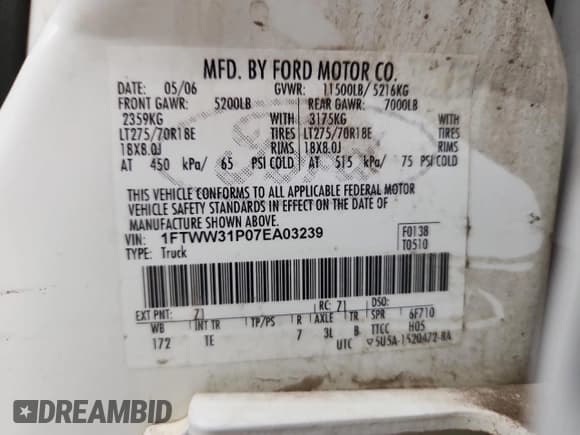 MFD. BY FORD MOTOR CO.
DATE: 05/06 GVWR: 11500LB/ 5216KG
FRONT GAWR: 5200LB REAR GAWR: 7000LB
2359KG WITH 3175KG WITH
LT275/70R18E TIRES LT275/70R18E TIRES
18X8.0J RIMS 18X8.0J RIMS
AT 450 kPa/ 65 PSI COLD AT 515 kPa/ 75 PSI COLD
THIS VEHICLE CONFORMS TO ALL APPLICABLE FEDERAL MOTOR
VEHICLE SAFETY STANDARDS IN EFFECT ON THE DATE OF
MANUFACTURE SHOWN ABOVE.
VIN: 1FTWW31P07EA03239 F0138
TYPE: Truck T0510
EXT PNT: Z1 RC: 71 DSO:
WB INT TR TP/PS R AXLE TR SPR 6F710
172 TE 7 3L B TTCC H05
UTC ▽5U5A-1520472-BA
DREAMBID